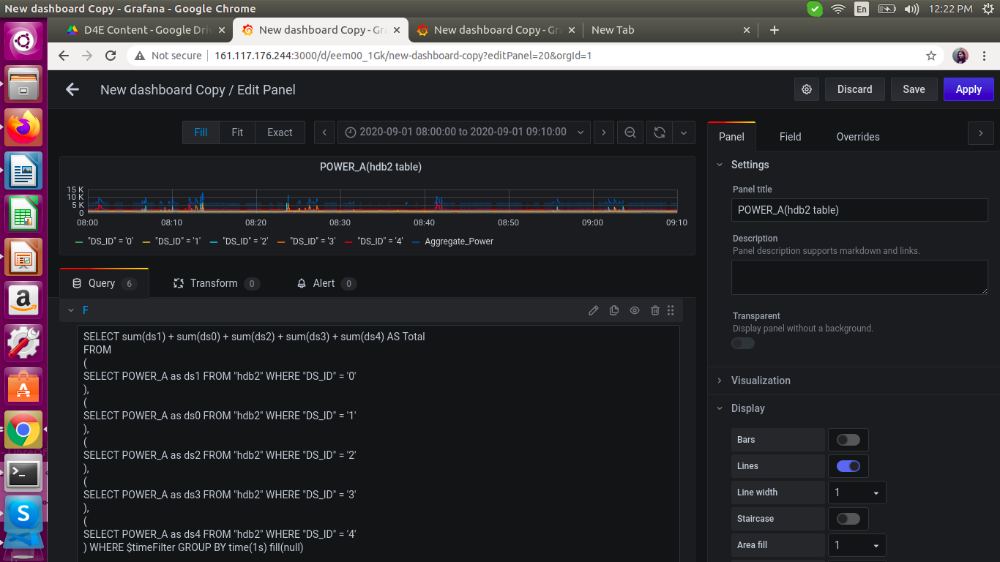 New dashboard Copy - Grafana - Google Chrome
En
12:22 PM
D4E Content - Google Driv
New dashboard Copy - Gr
New dashboard Copy - Gr
New Tab
Not secure
161.117.176.244:3000/d/eem00_1Gk/new-dashboard-copy?editPanel=20&orgId=1
New dashboard Copy / Edit Panel
Discard
Save
Apply
Fill
Fit
Exact
2020-09-01 08:00:00 to 2020-09-01 09:10:00
POWER_A(hdb2 table)
15 K
10 K
5 K
0
08:00 08:10 08:20 08:30 08:40 08:50 09:00 09:10
"DS_ID" = '0' "DS_ID" = '1' "DS_ID" = '2' "DS_ID" = '3' "DS_ID" = '4' Aggregate_Power
Query 6
Transform 0
Alert 0
F
SELECT sum(ds1) + sum(ds0) + sum(ds2) + sum(ds3) + sum(ds4) AS Total
FROM
(
SELECT POWER_A as ds1 FROM "hdb2" WHERE "DS_ID" = '0'
),
(
SELECT POWER_A as ds0 FROM "hdb2" WHERE "DS_ID" = '1'
),
(
SELECT POWER_A as ds2 FROM "hdb2" WHERE "DS_ID" = '2'
),
(
SELECT POWER_A as ds3 FROM "hdb2" WHERE "DS_ID" = '3'
),
(
SELECT POWER_A as ds4 FROM "hdb2" WHERE "DS_ID" = '4'
) WHERE $timeFilter GROUP BY time(1s) fill(null)
Panel
Field
Overrides
Settings
Panel title
POWER_A(hdb2 table)
Description
Panel description supports markdown and links.
Transparent
Display panel without a background.
Visualization
Display
Bars
Lines
Line width
1
Staircase
Area fill
1